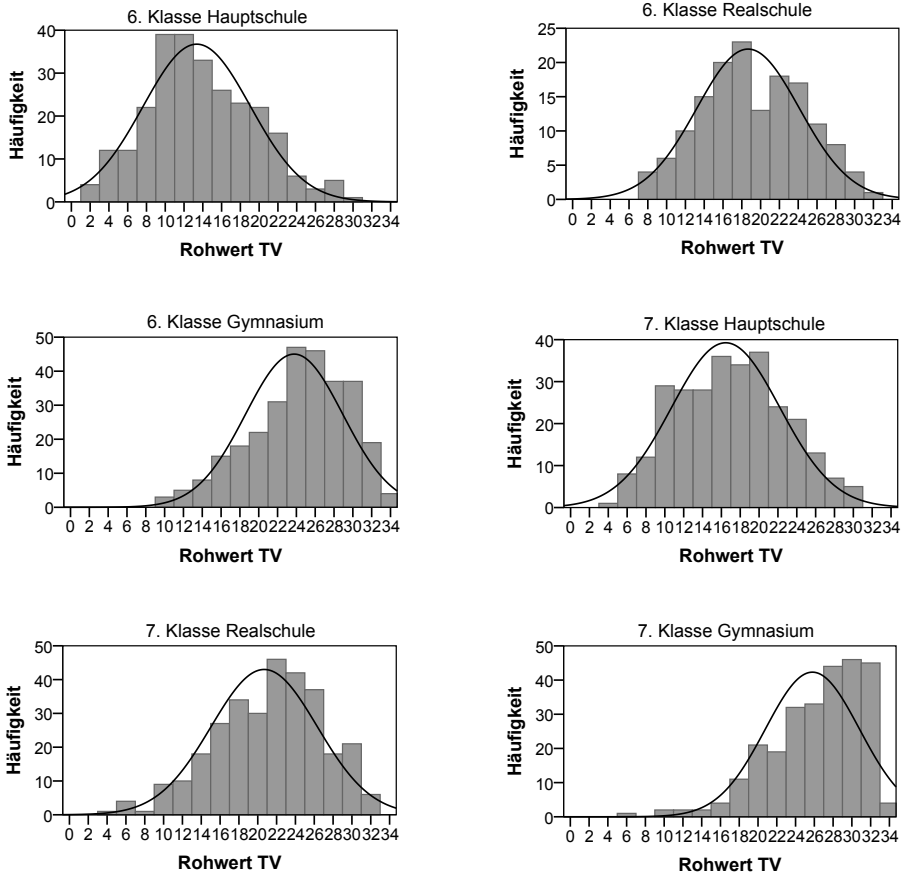 6. Klasse Hauptschule
40
30
20
10
0
Häufigkeit
0 2 4 6 8 10 12 14 16 18 20 22 24 26 28 30 32 34
Rohwert TV
6. Klasse Realschule
25
20
15
10
5
0
Häufigkeit
0 2 4 6 8 10 12 14 16 18 20 22 24 26 28 30 32 34
Rohwert TV
6. Klasse Gymnasium
50
40
30
20
10
0
Häufigkeit
0 2 4 6 8 10 12 14 16 18 20 22 24 26 28 30 32 34
Rohwert TV
7. Klasse Hauptschule
40
30
20
10
0
Häufigkeit
0 2 4 6 8 10 12 14 16 18 20 22 24 26 28 30 32 34
Rohwert TV
7. Klasse Realschule
50
40
30
20
10
0
Häufigkeit
0 2 4 6 8 10 12 14 16 18 20 22 24 26 28 30 32 34
Rohwert TV
7. Klasse Gymnasium
50
40
30
20
10
0
Häufigkeit
0 2 4 6 8 10 12 14 16 18 20 22 24 26 28 30 32 34
Rohwert TV